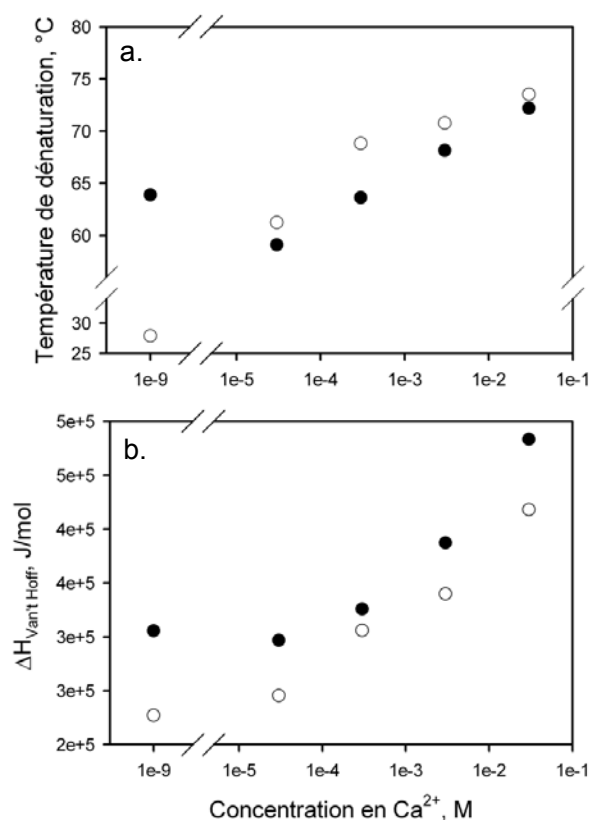 a.
Température de dénaturation, °C
80
75
70
65
60
30
25
1e-9 1e-5 1e-4 1e-3 1e-2 1e-1
b.
ΔH Van't Hoff, J/mol
5e+5
5e+5
4e+5
4e+5
3e+5
3e+5
2e+5
1e-9 1e-5 1e-4 1e-3 1e-2 1e-1
Concentration en Ca²⁺, M